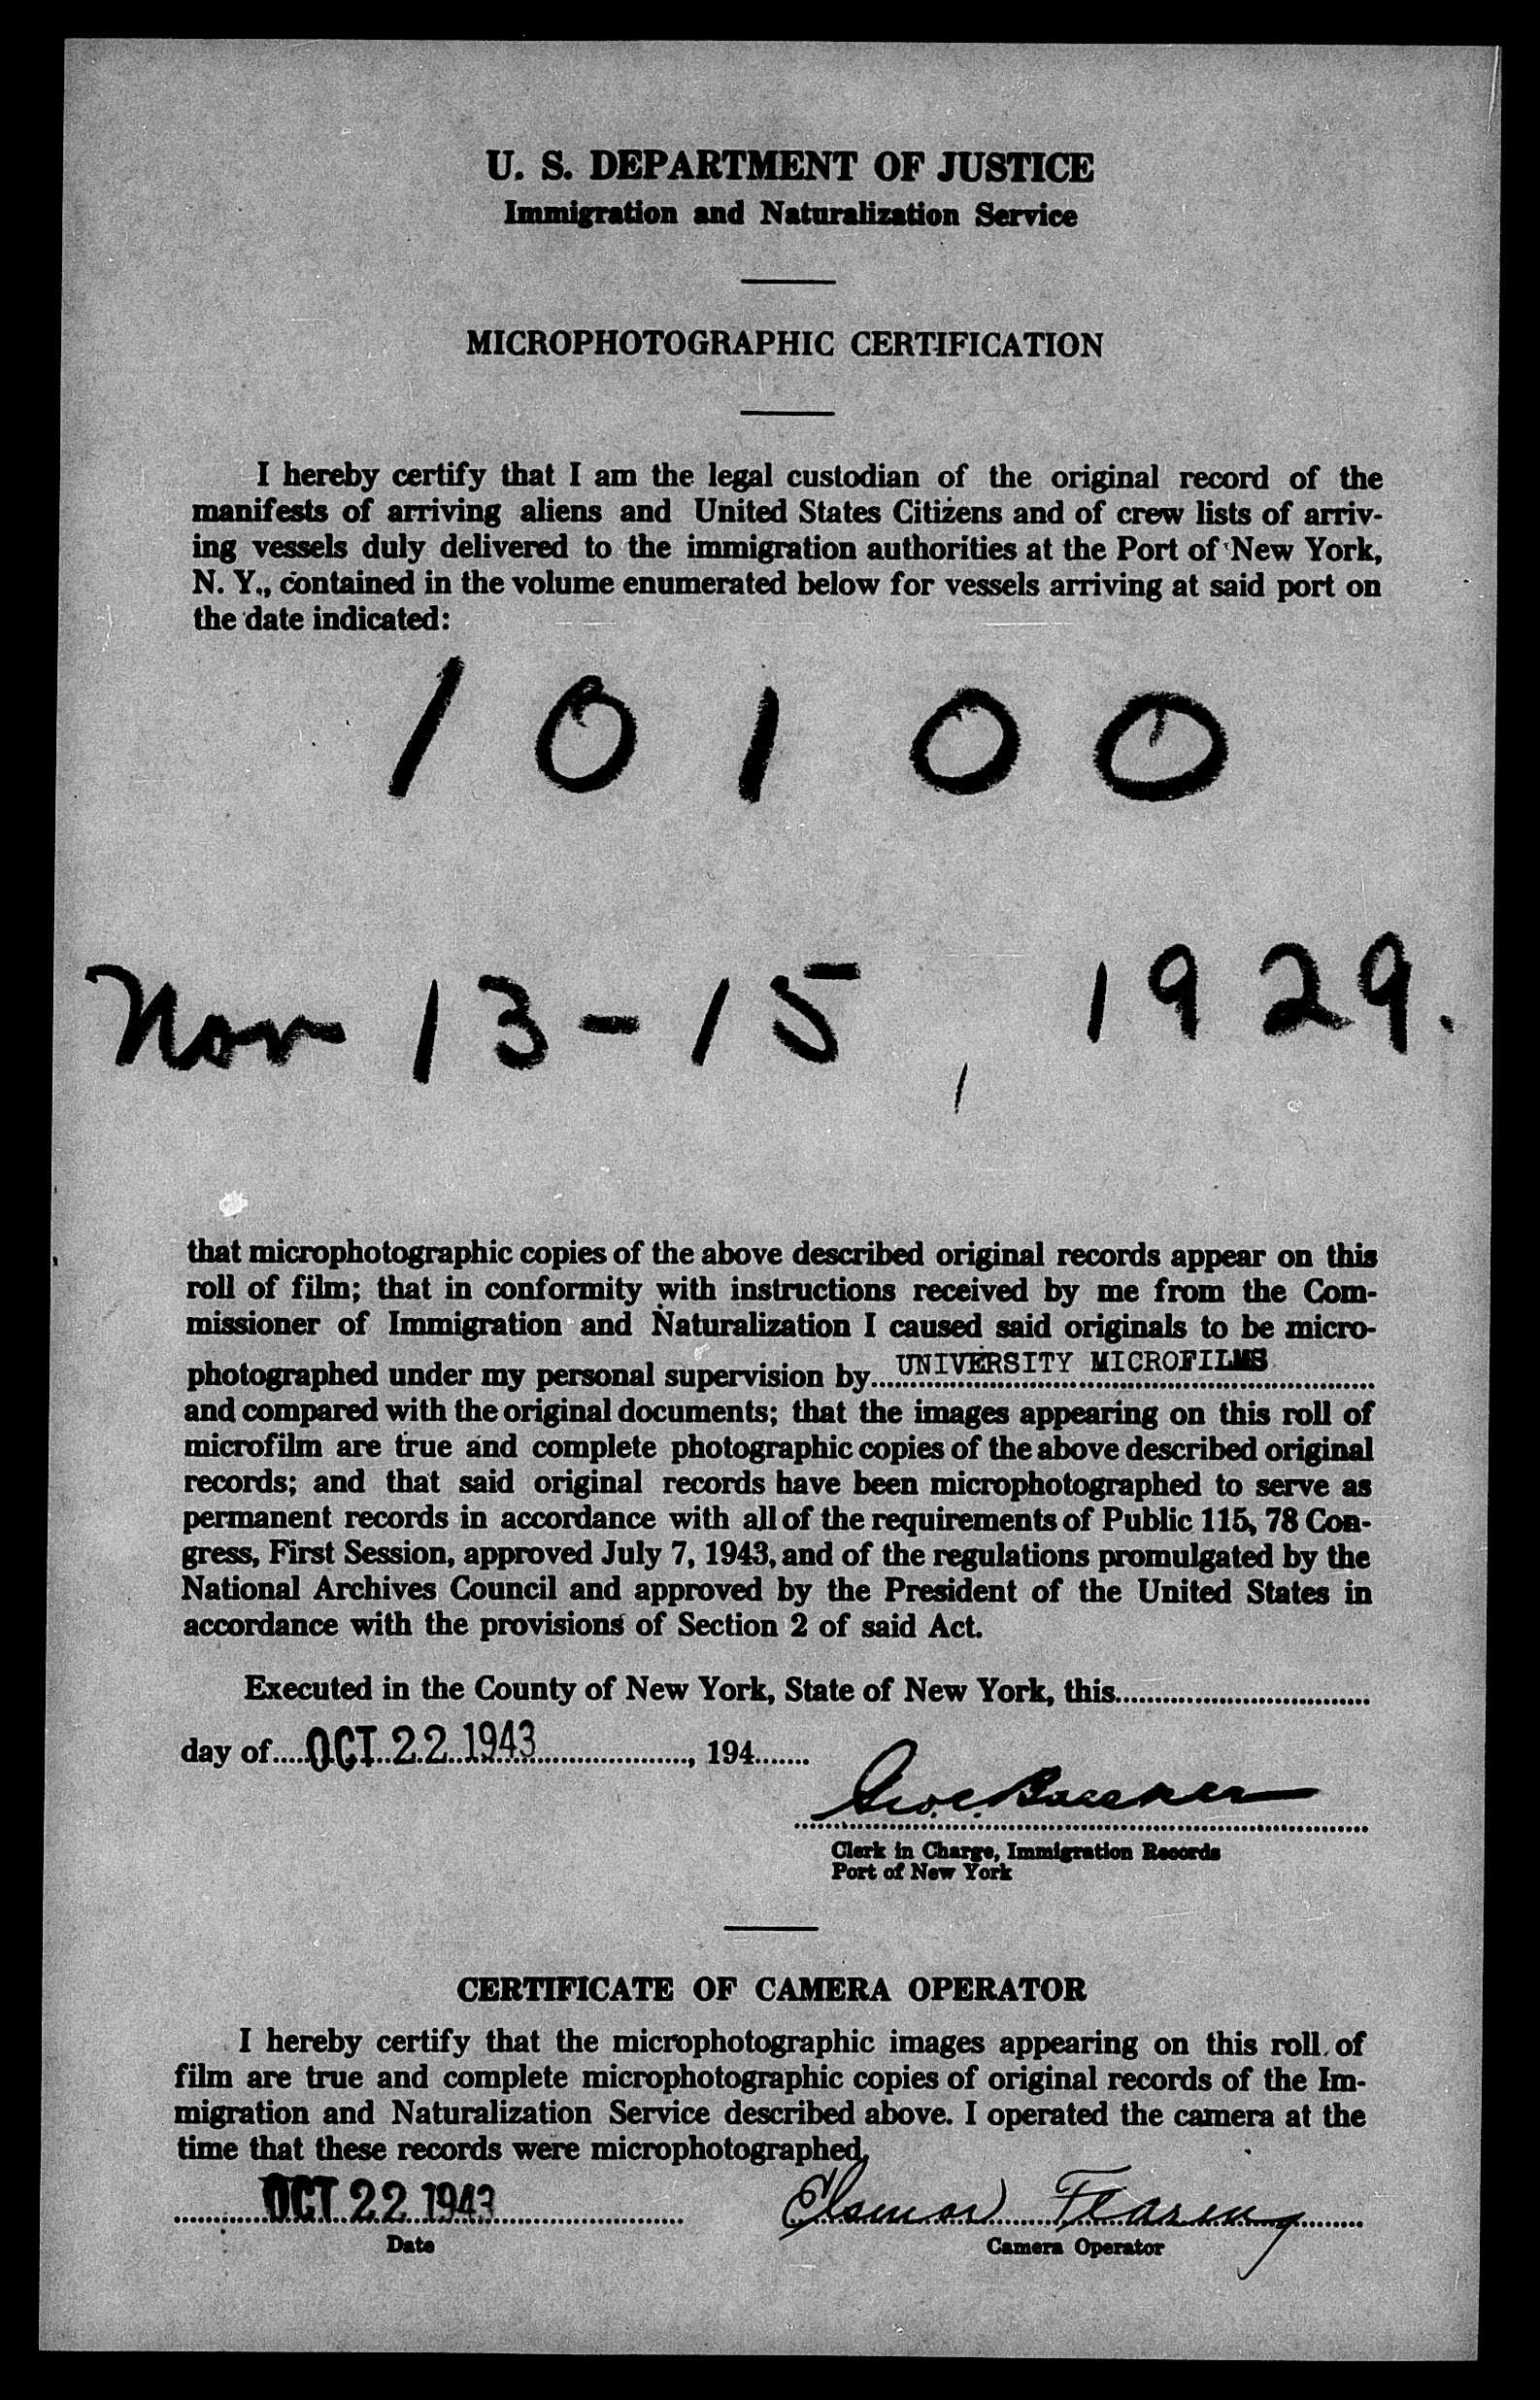 U. S. DEPARTMENT OF JUSTICE
Immigration and Naturalization Service
MICROPHOTOGRAPHIC CERTIFICATION
I hereby certify that I am the legal custodian of the original record of the
manifests of arriving aliens and United States Citizens and of crew lists of arriv-
ing vessels duly delivered to the immigration authorities at the Port of New York,
N. Y., contained in the volume enumerated below for vessels arriving at said port on
the date indicated:
10100
Nov 13-15, 1929.
that microphotographic copies of the above described original records appear on this
roll of film; that in conformity with instructions received by me from the Com-
missioner of Immigration and Naturalization I caused said originals to be micro-
photographed under my personal supervision by UNIVERSITY MICROFILMS
and compared with the original documents; that the images appearing on this roll of
microfilm are true and complete photographic copies of the above described original
records; and that said original records have been microphotographed to serve as
permanent records in accordance with all of the requirements of Public 115, 78 Con-
gress, First Session, approved July 7, 1943, and of the regulations promulgated by the
National Archives Council and approved by the President of the United States in
accordance with the provisions of Section 2 of said Act.
Executed in the County of New York, State of New York, this
day of OCT 22 1943, 194
Clerk in Charge, Immigration Records
Port of New York
CERTIFICATE OF CAMERA OPERATOR
I hereby certify that the microphotographic images appearing on this roll of
film are true and complete microphotographic copies of original records of the Im-
migration and Naturalization Service described above. I operated the camera at the
time that these records were microphotographed.
OCT 22 1943
Date
Camera Operator